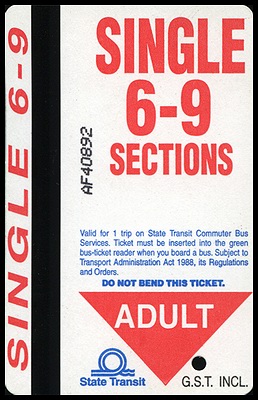 SINGLE 6-9
SINGLE
6-9
SECTIONS
AF40892
Valid for 1 trip on State Transit Commuter Bus
Services. Ticket must be inserted into the green
bus-ticket reader when you board a bus. Subject to
Transport Administration Act 1988, its Regulations
and Orders.
DO NOT BEND THIS TICKET.
ADULT
State Transit
G.S.T. INCL.